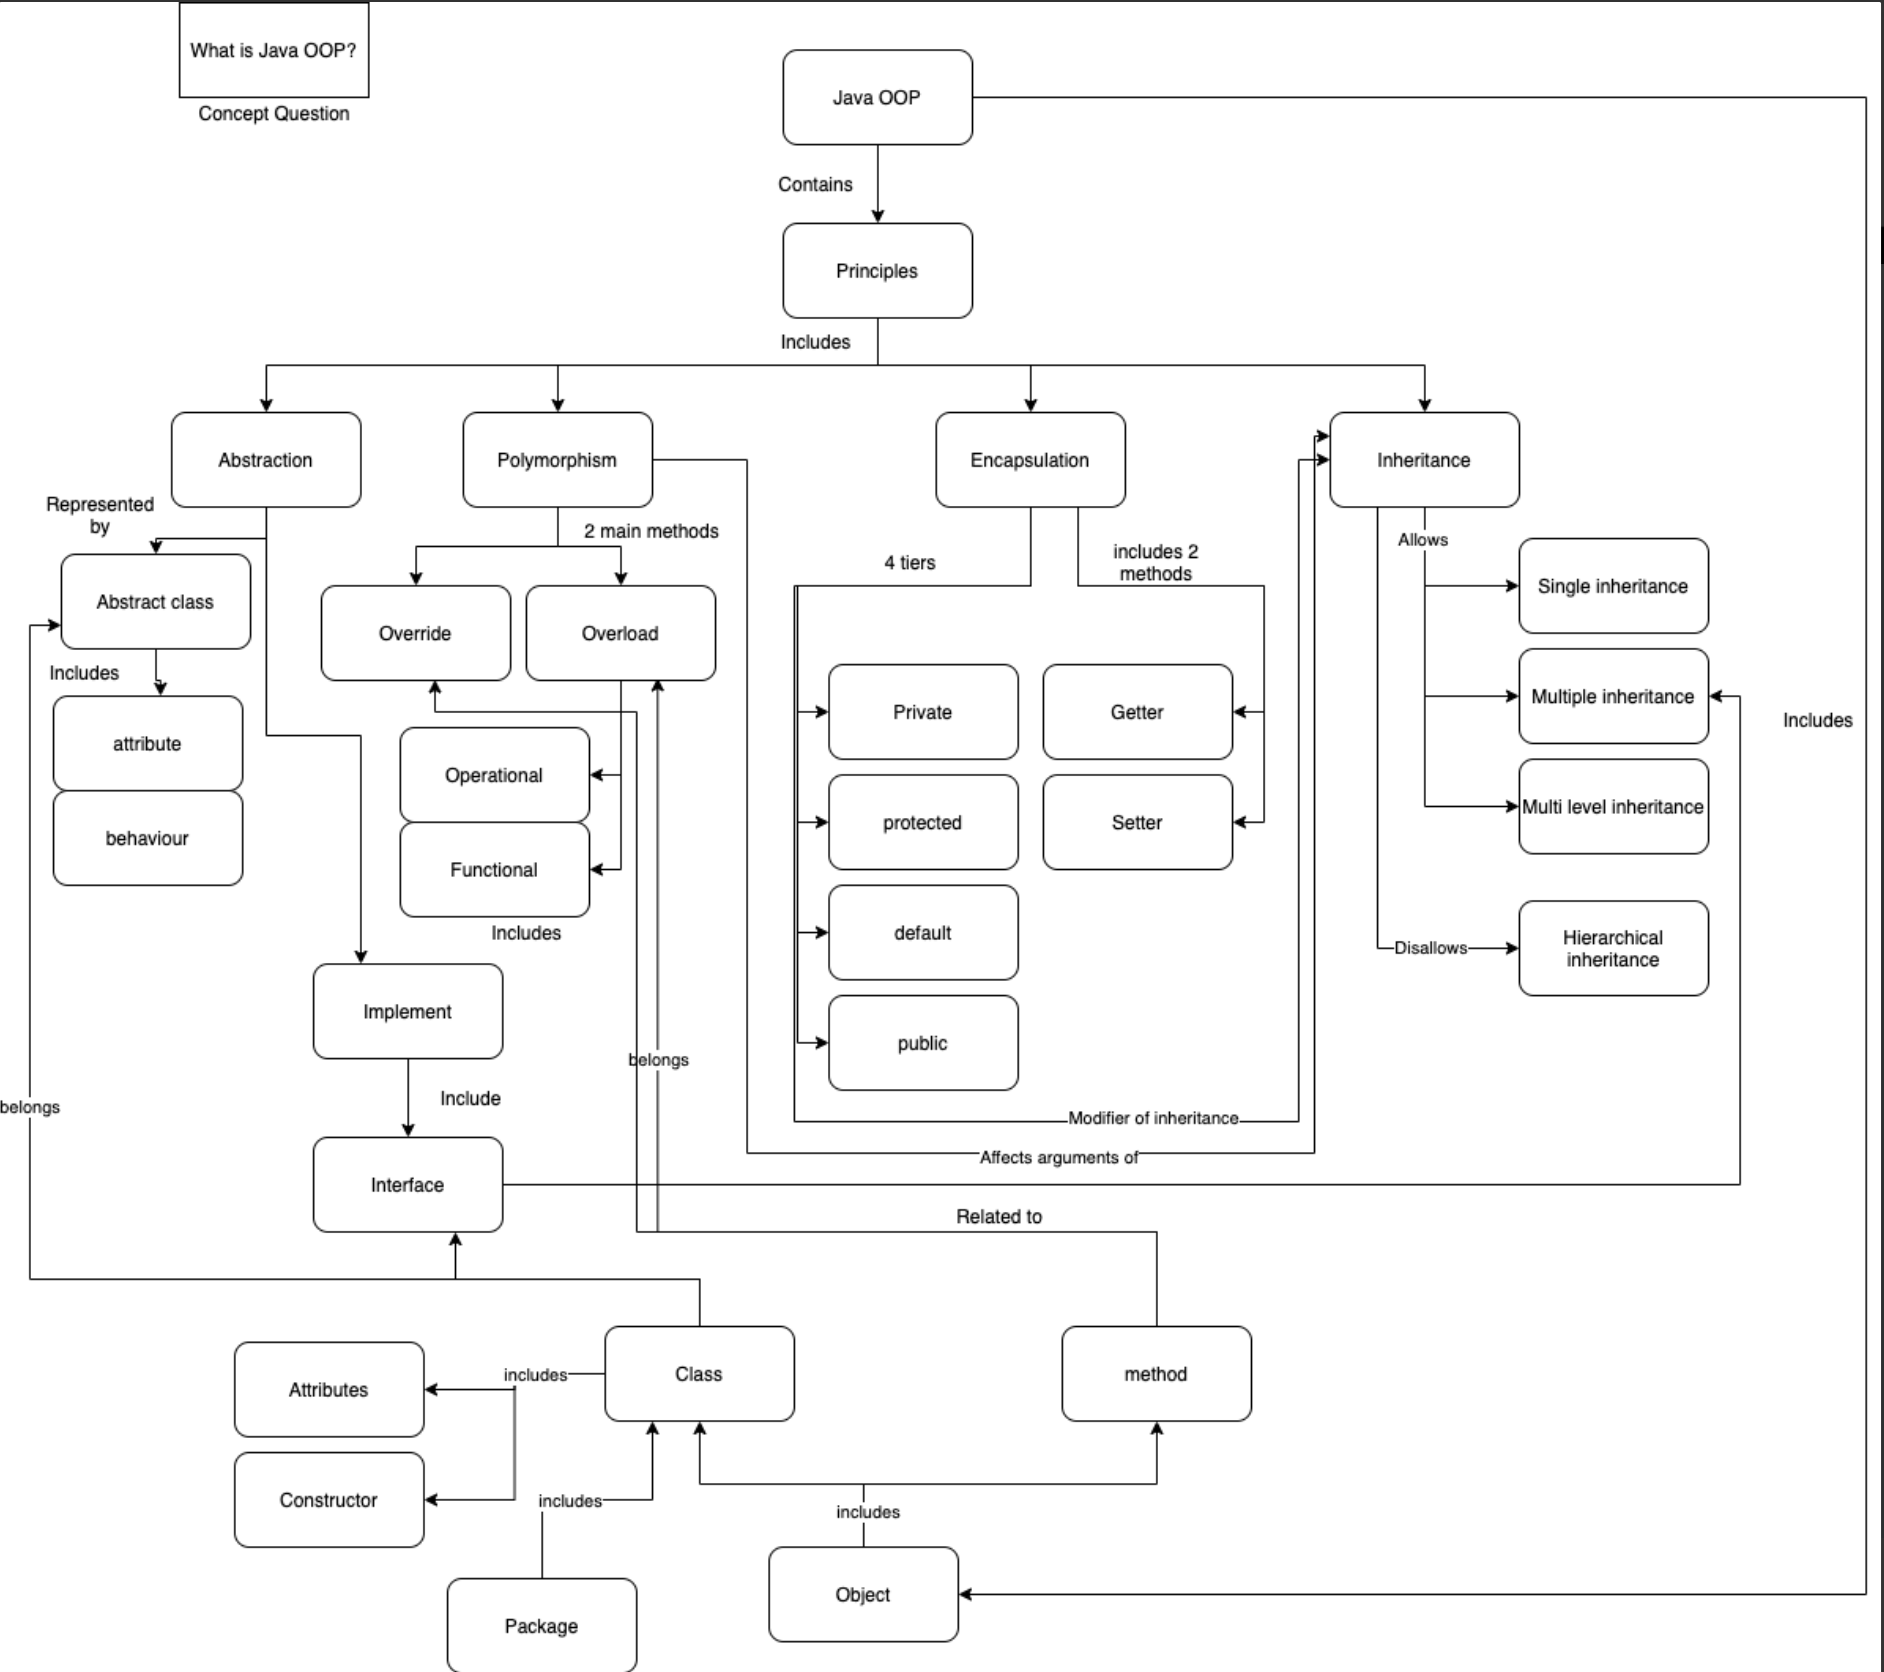 What is Java OOP?
Concept Question
Java OOP
Contains
Principles
Includes
Abstraction
Polymorphism
Encapsulation
Inheritance
Represented
by
2 main methods
4 tiers
includes 2
methods
Allows
Abstract class
Override
Overload
Single inheritance
Includes
Private
Getter
Multiple inheritance
Includes
attribute
Operational
protected
Setter
Multi level inheritance
behaviour
Functional
Includes
default
Disallows
Hierarchical
inheritance
Implement
public
belongs
Include
belongs
Modifier of inheritance
Affects arguments of
Interface
Related to
Attributes
includes
Class
method
Constructor
includes
includes
Object
Package